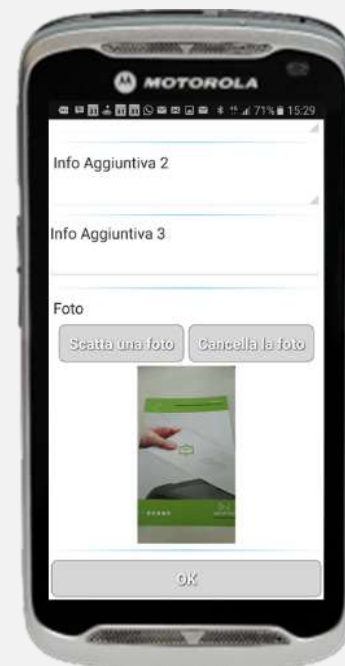 MOTOROLA
71% 15:29
Info Aggiuntiva 2
Info Aggiuntiva 3
Foto
Scatta una foto
Cancella la foto
OK